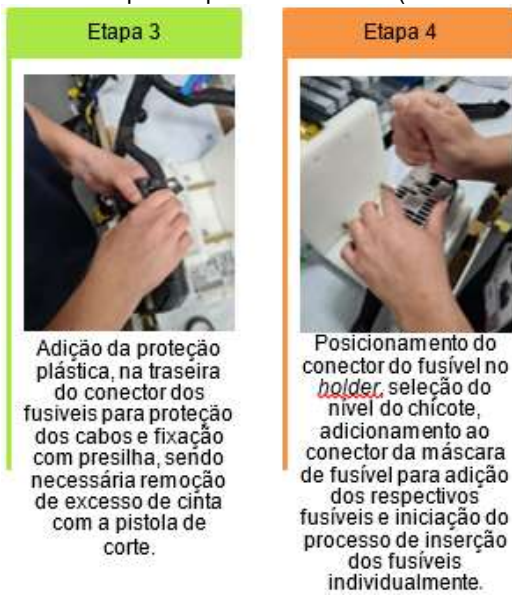 Etapa 3
Adição da proteção
plástica, na traseira
do conector dos
fusiveis para proteção
dos cabos e fixação
com presilha, sendo
necessária remoção
de excesso de cinta
com a pistola de
corte.
Etapa 4
Posicionamento do
conector do fusível no
holder, seleção do
nível do chicote,
adicionamento ao
conector da máscara
de fusível para adição
dos respectivos
fusíveis e iniciação do
processo de inserção
dos fusíveis
individualmente.